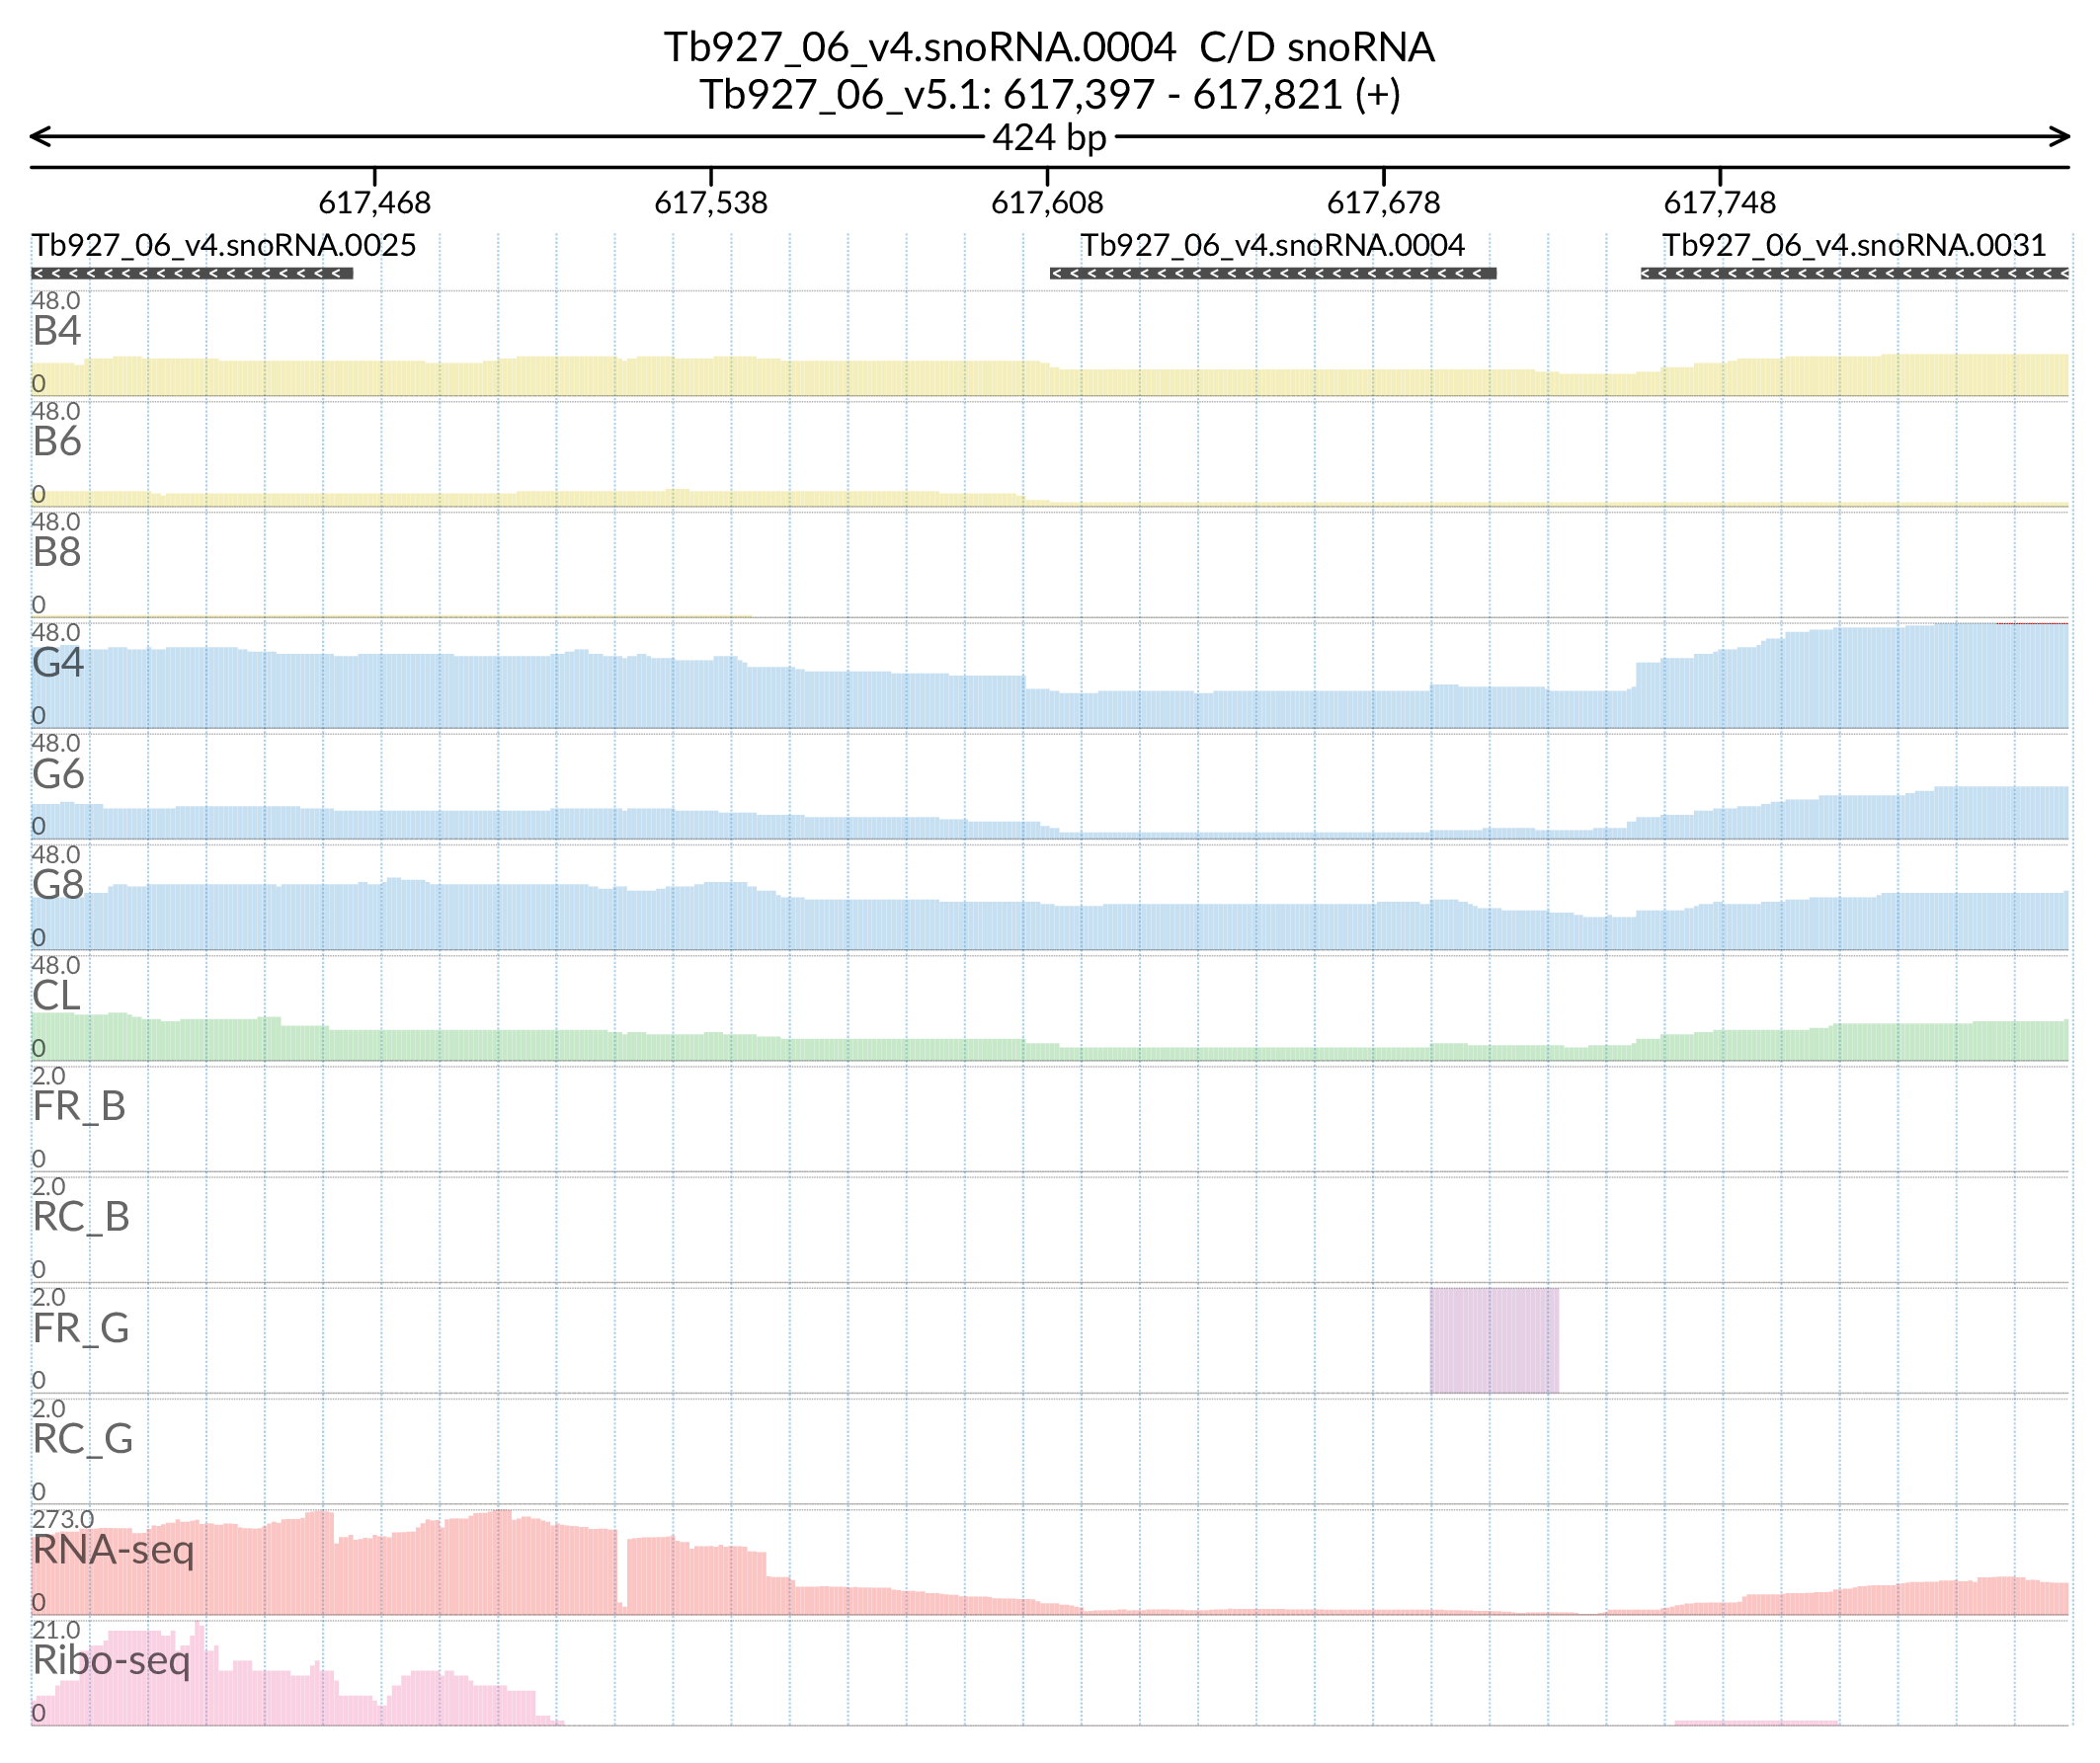 Tb927_06_v4.snoRNA.0004 C/D snoRNA
Tb927_06_v5.1: 617,397 - 617,821 (+)
424 bp
617,468 617,538 617,608 617,678 617,748
Tb927_06_v4.snoRNA.0025 Tb927_06_v4.snoRNA.0004 Tb927_06_v4.snoRNA.0031
48.0
B4
0
48.0
B6
0
48.0
B8
0
48.0
G4
0
48.0
G6
0
48.0
G8
0
48.0
CL
0
2.0
FR_B
0
2.0
RC_B
0
2.0
FR_G
0
2.0
RC_G
0
273.0
RNA-seq
0
21.0
Ribo-seq
0